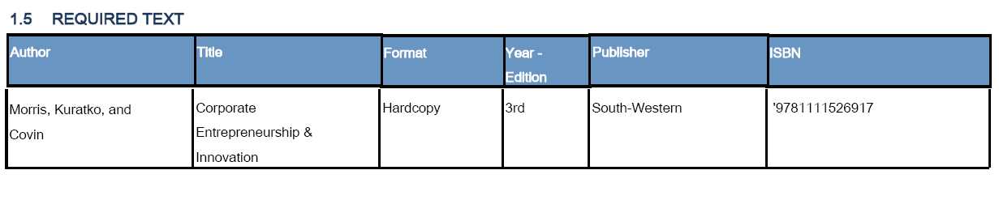 1.5 REQUIRED TEXT
Author Title Format Year - Publisher ISBN
Edition
Morris, Kuratko, and Corporate Hardcopy 3rd South-Western '9781111526917
Covin Entrepreneurship &
Innovation